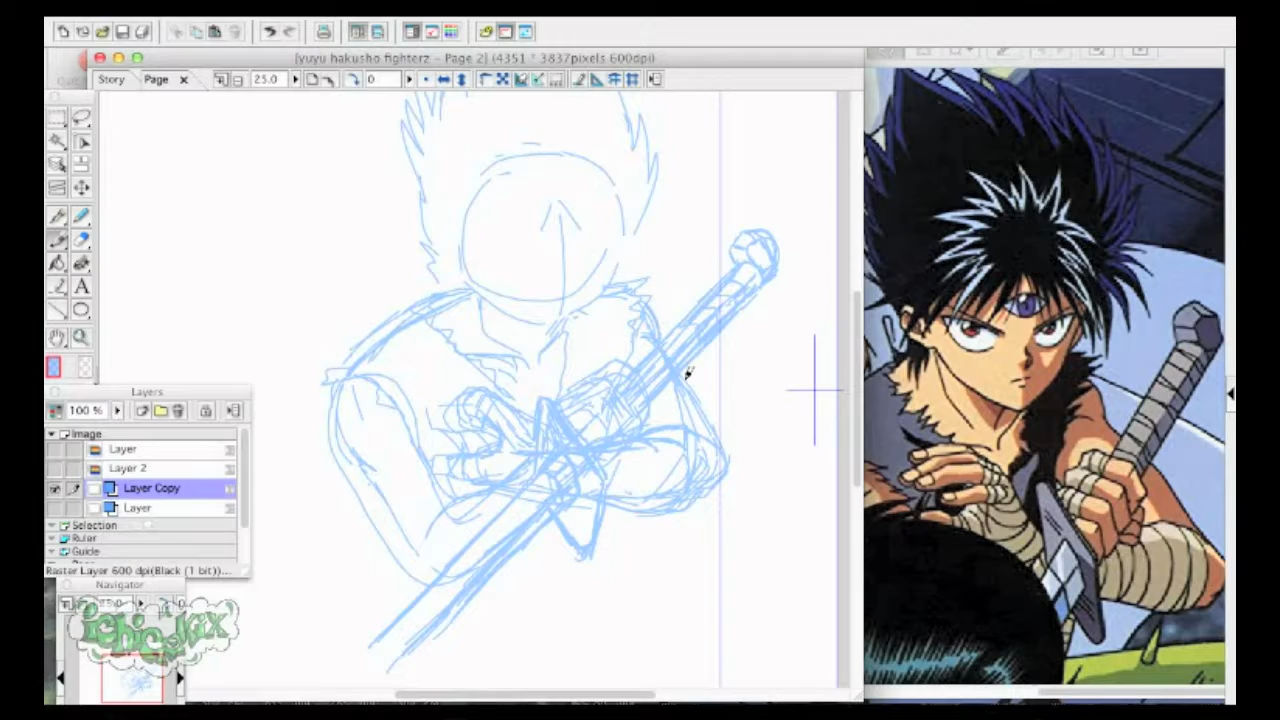 [yuyu hakusho fighterz - Page 2] (4351 * 3837pixels 600dpi)
Story
Page
25.0
0
A
Layers
100 %
Image
Layer
Layer 2
Layer Copy
Layer
Selection
Ruler
Guide
Raster Layer 600 dpi(Black (1 bit))...
Navigator
ichicokix